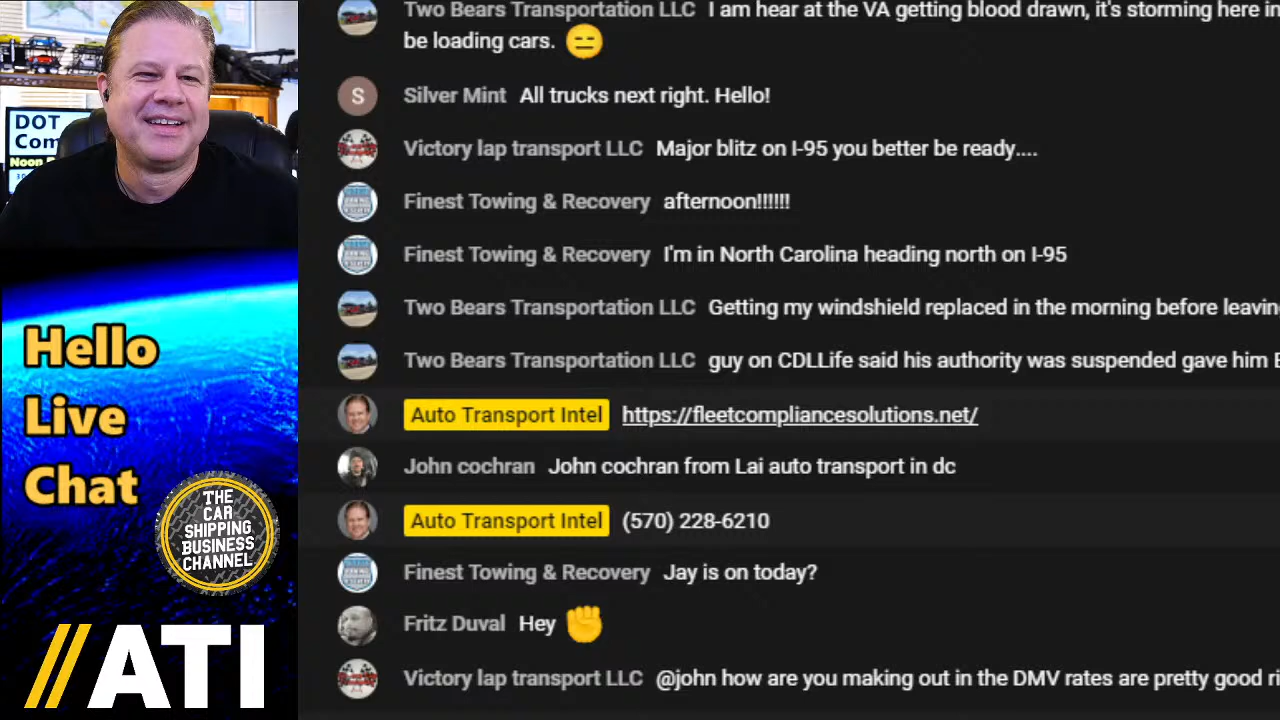 Two Bears Transportation LLC I am hear at the VA getting blood drawn, it's storming here in
be loading cars. 😑
S Silver Mint All trucks next right. Hello!
Victory lap transport LLC Major blitz on I-95 you better be ready....
Finest Towing & Recovery afternoon!!!!!!
Finest Towing & Recovery I'm in North Carolina heading north on I-95
Two Bears Transportation LLC Getting my windshield replaced in the morning before leavin
Two Bears Transportation LLC guy on CDLLife said his authority was suspended gave him
Auto Transport Intel https://fleetcompliancesolutions.net/
John cochran John cochran from Lai auto transport in dc
Auto Transport Intel (570) 228-6210
Finest Towing & Recovery Jay is on today?
Fritz Duval Hey ✊
Victory lap transport LLC @john how are you making out in the DMV rates are pretty good ri
DOT
Com
Noon
Hello
Live
Chat
THE
CAR
SHIPPING
BUSINESS
CHANNEL
//ATI